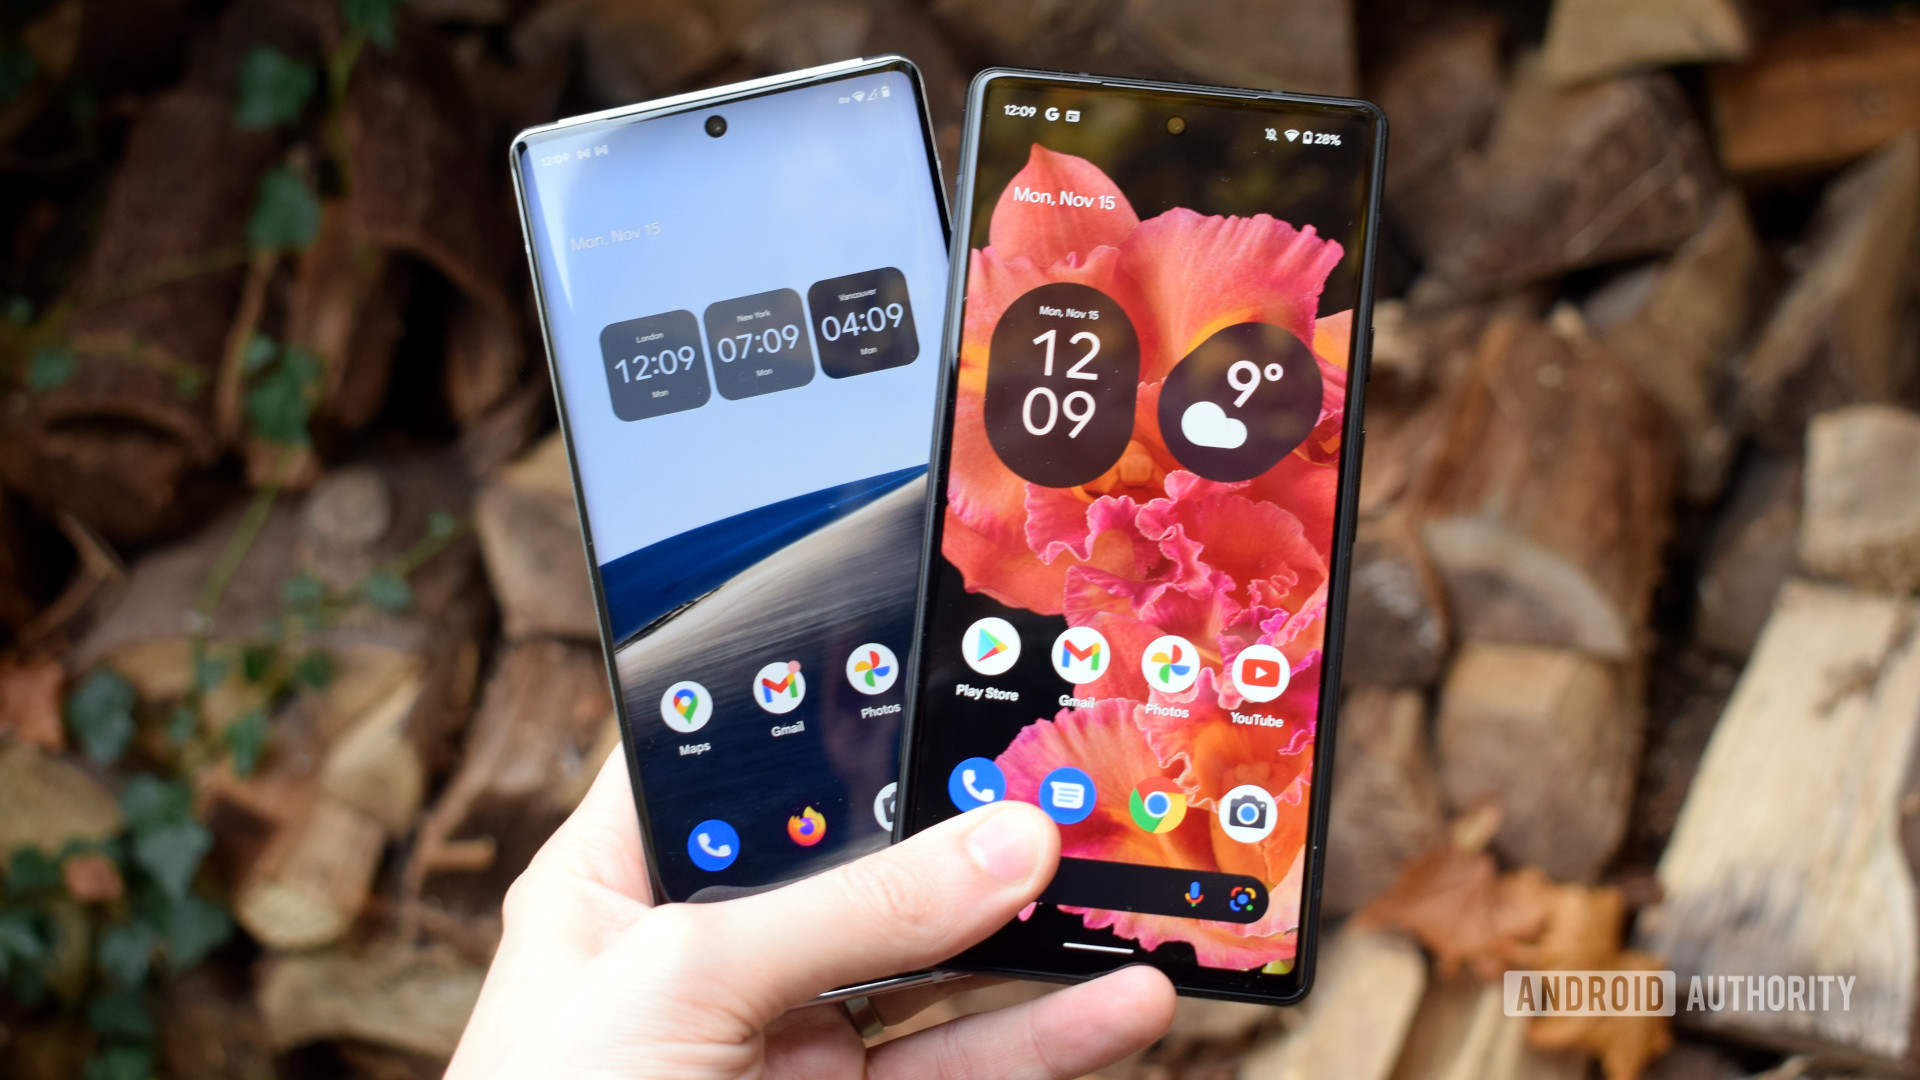 12:09
Mon, Nov 15
London
12:09
Mon
New York
07:09
Mon
Vancouver
04:09
Mon
Maps
Gmail
Photos
12:09 G
28%
Mon, Nov 15
Mon, Nov 15
12
09
9°
Play Store
Gmail
Photos
YouTube
ANDROID AUTHORITY